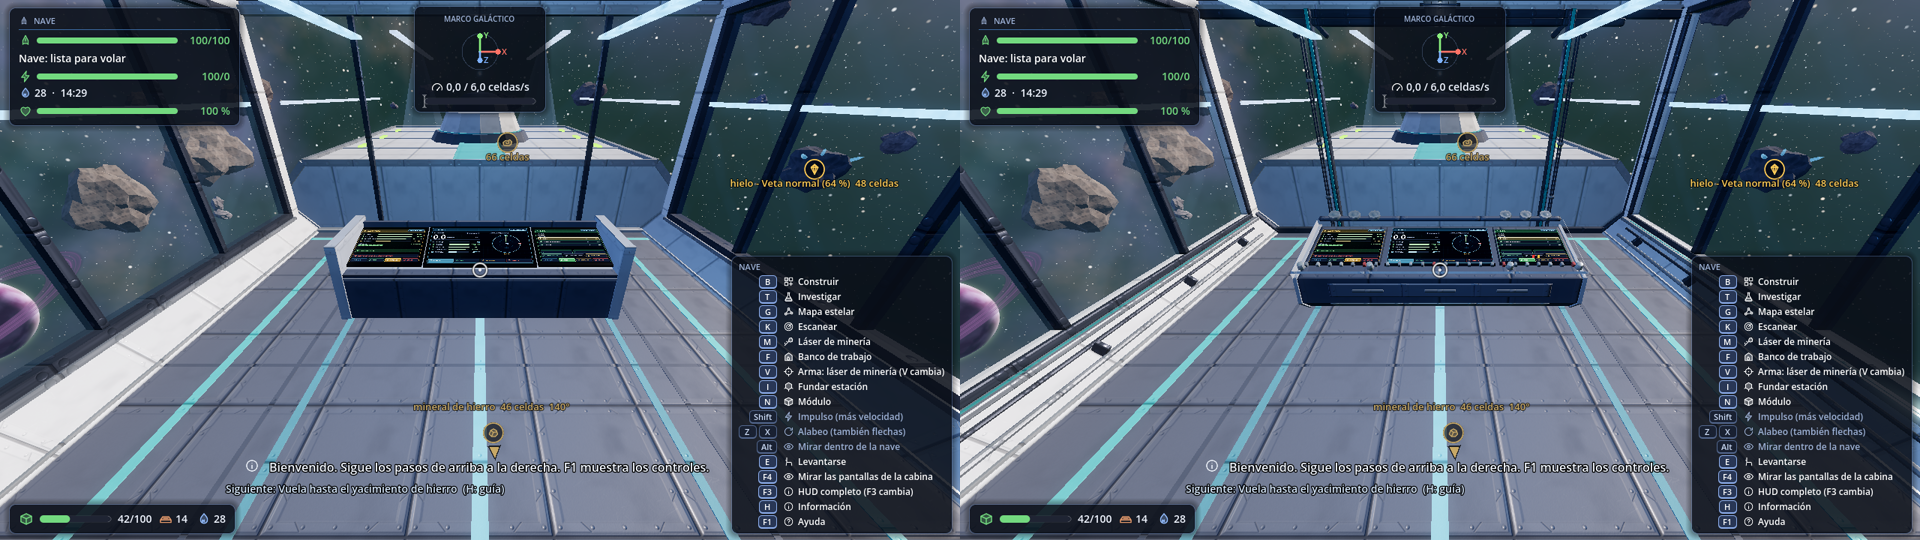 NAVE
100/100
Nave: lista para volar
100/0
28 · 14:29
100 %
MARCO GALÁCTICO
Y
X
Z
0,0 / 6,0 celdas/s
66 celdas
hielo – Veta normal (64 %) 48 celdas
NAVE
B Construir
T Investigar
G Mapa estelar
K Escanear
M Láser de minería
F Banco de trabajo
V Arma: láser de minería (V cambia)
I Fundar estación
N Módulo
Shift Impulso (más velocidad)
Z X Alabeo (también flechas)
Alt Mirar dentro de la nave
E Levantarse
F4 Mirar las pantallas de la cabina
F3 HUD completo (F3 cambia)
H Información
F1 Ayuda
mineral de hierro 46 celdas 140°
Bienvenido. Sigue los pasos de arriba a la derecha. F1 muestra los controles.
Siguiente: Vuela hasta el yacimiento de hierro (H: guía)
42/100 14 28
NAVE
100/100
Nave: lista para volar
100/0
28 · 14:29
100 %
MARCO GALÁCTICO
Y
X
Z
0,0 / 6,0 celdas/s
66 celdas
hielo – Veta normal (64 %) 48 celdas
NAVE
B Construir
T Investigar
G Mapa estelar
K Escanear
M Láser de minería
F Banco de trabajo
V Arma: láser de minería (V cambia)
I Fundar estación
N Módulo
Shift Impulso (más velocidad)
Z X Alabeo (también flechas)
Alt Mirar dentro de la nave
E Levantarse
F4 Mirar las pantallas de la cabina
F3 HUD completo (F3 cambia)
H Información
F1 Ayuda
mineral de hierro 46 celdas 140°
Bienvenido. Sigue los pasos de arriba a la derecha. F1 muestra los controles.
Siguiente: Vuela hasta el yacimiento de hierro (H: guía)
42/100 14 28